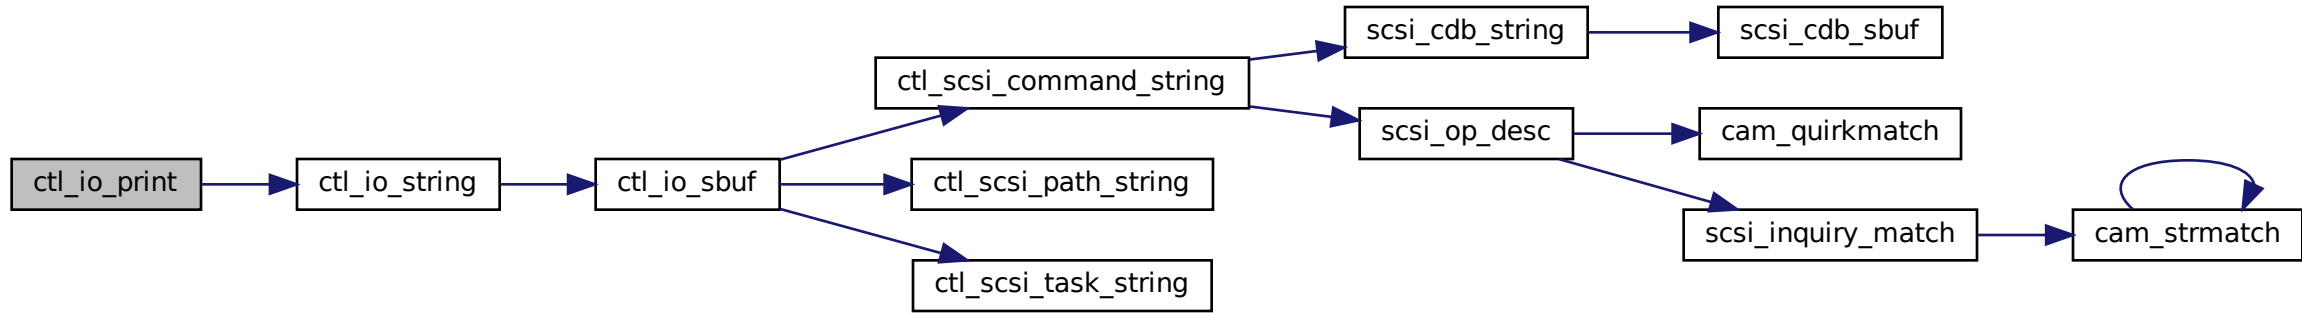 ctl_io_print
ctl_io_string
ctl_io_sbuf
ctl_scsi_command_string
ctl_scsi_path_string
ctl_scsi_task_string
scsi_cdb_string
scsi_op_desc
scsi_cdb_sbuf
cam_quirkmatch
scsi_inquiry_match
cam_strmatch